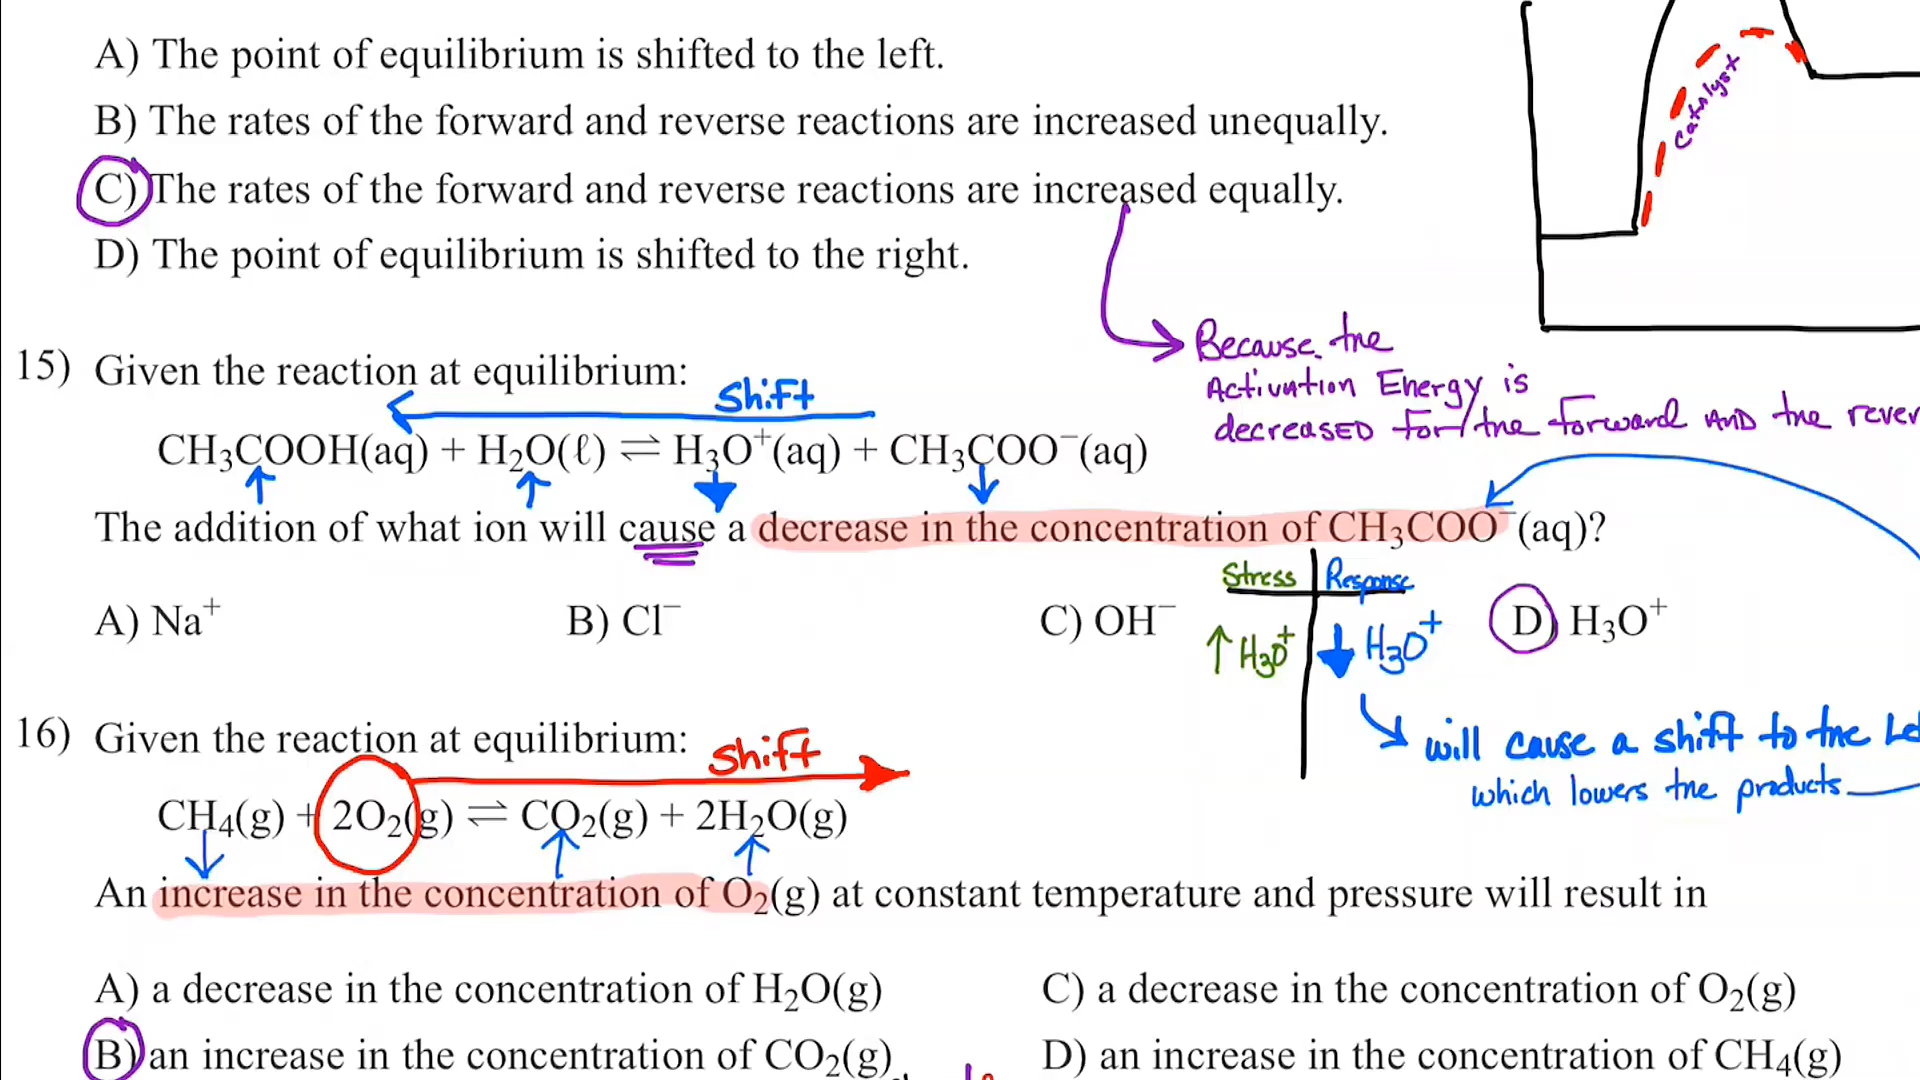 A) The point of equilibrium is shifted to the left.
B) The rates of the forward and reverse reactions are increased unequally.
C) The rates of the forward and reverse reactions are increased equally.
D) The point of equilibrium is shifted to the right.
Catalyst
Because the
Activation Energy is
decreased for the forward AND the rever
15) Given the reaction at equilibrium:
Shift
CH₃COOH(aq) + H₂O(ℓ) ⇌ H₃O⁺(aq) + CH₃COO⁻(aq)
The addition of what ion will cause a decrease in the concentration of CH₃COO⁻(aq)?
Stress Response
A) Na⁺ B) Cl⁻ C) OH⁻ D) H₃O⁺
↑ H₃O⁺ ↓ H₃O⁺
will cause a shift to the Le
which lowers the products
16) Given the reaction at equilibrium:
Shift
CH₄(g) + 2O₂(g) ⇌ CO₂(g) + 2H₂O(g)
An increase in the concentration of O₂(g) at constant temperature and pressure will result in
A) a decrease in the concentration of H₂O(g) C) a decrease in the concentration of O₂(g)
B) an increase in the concentration of CO₂(g) D) an increase in the concentration of CH₄(g)